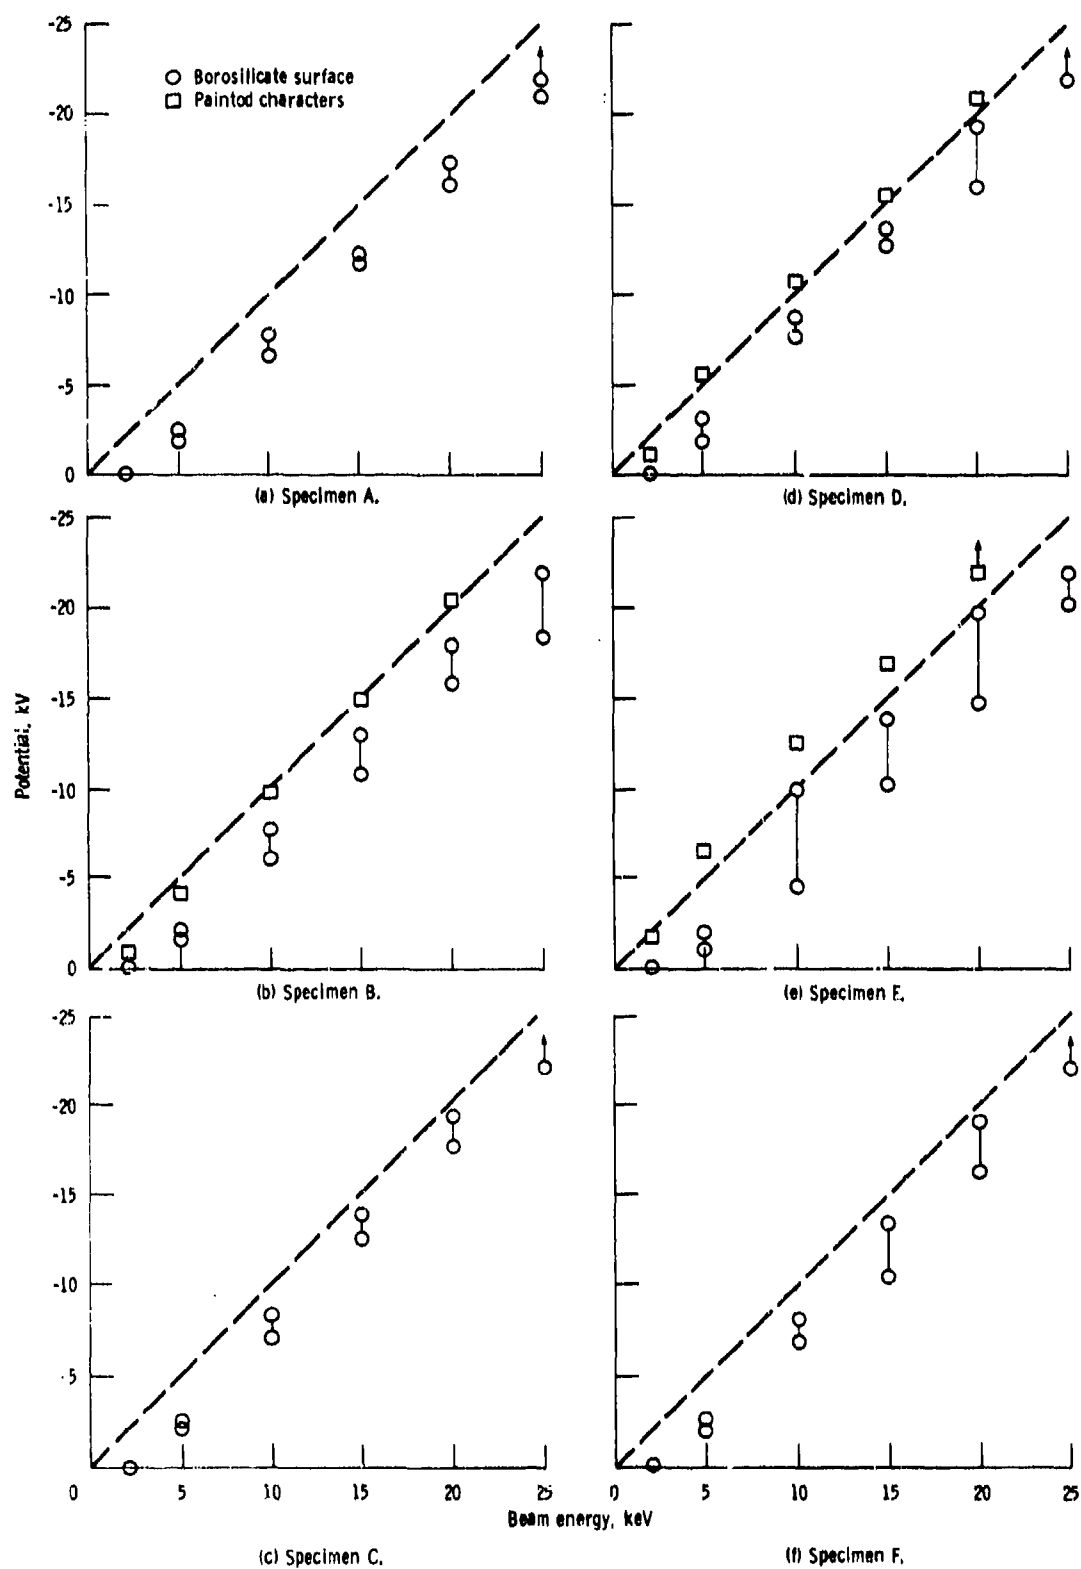 -25
-20
-15
-10
-5
0
Borosilicate surface
Paintod characters
(a) Specimen A.
(d) Specimen D.
-25
-20
-15
-10
-5
0
Potential, kV
(b) Specimen B.
(e) Specimen E.
-25
-20
-15
-10
-5
0 5 10 15 20 25 0 5 10 15 20 25
Beam energy, keV
(c) Specimen C.
(f) Specimen F.